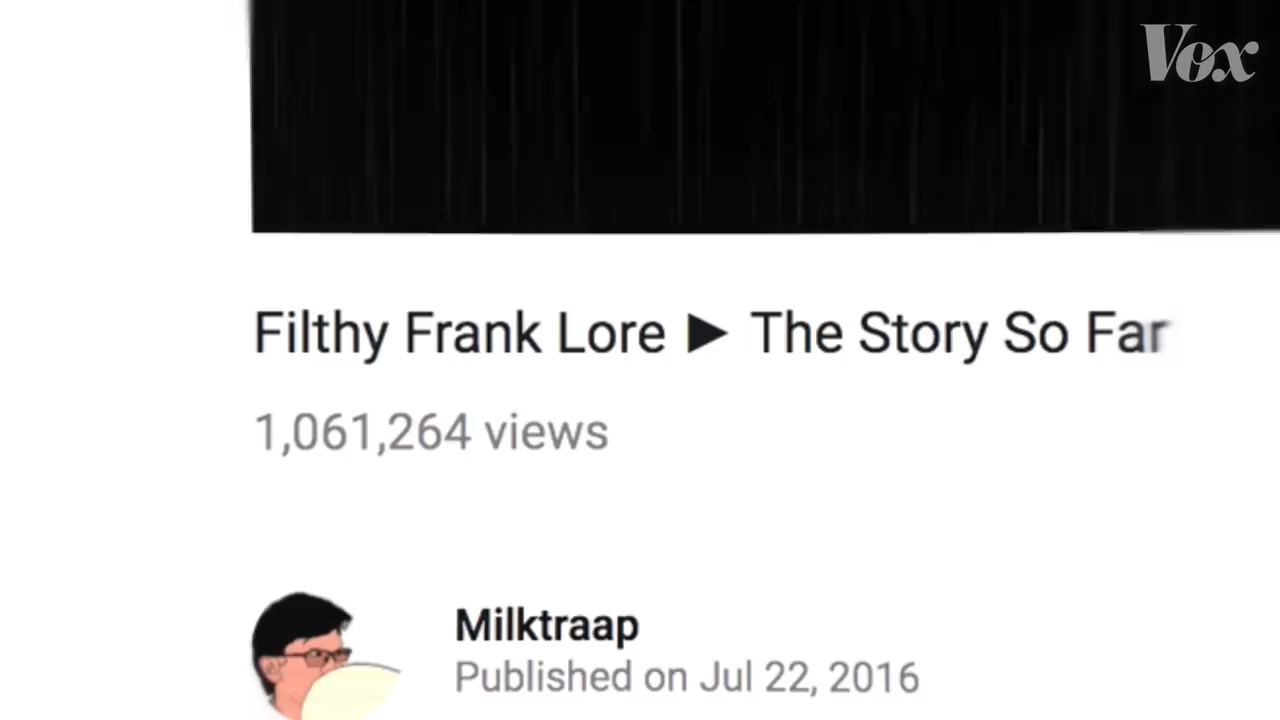 Vox
Filthy Frank Lore ► The Story So Far
1,061,264 views
Milktraap
Published on Jul 22, 2016